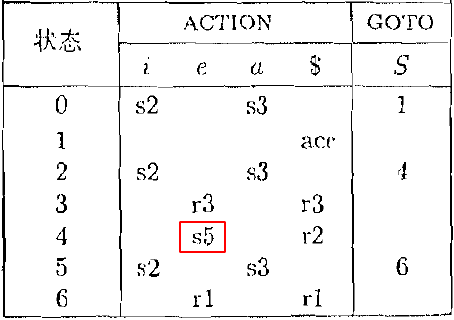 状态 ACTION GOTO
i e a $ S
0 s2 s3 1
1 acc
2 s2 s3 4
3 r3 r3
4 s5 r2
5 s2 s3 6
6 r1 r1